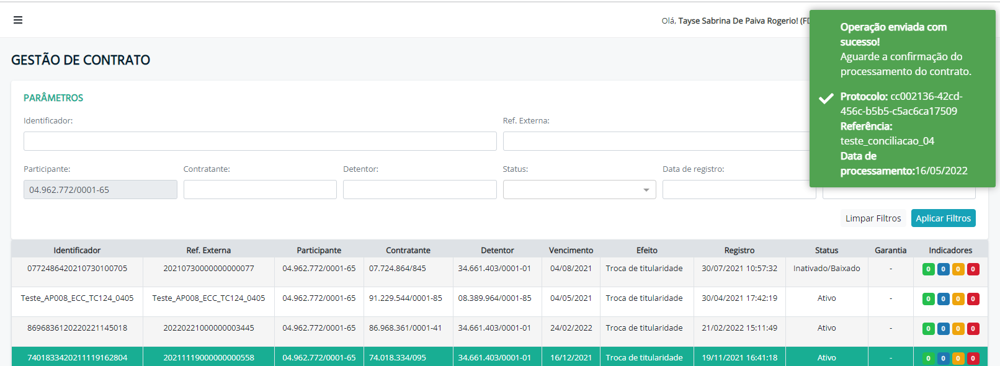 Olá, Tayse Sabrina De Paiva Rogerio! (FD
GESTÃO DE CONTRATO
Operação enviada com
sucesso!
Aguarde a confirmação do
processamento do contrato.
Protocolo: cc002136-42cd-
456c-b5b5-c5ac6ca17509
Referência:
teste_conciliacao_04
Data de
processamento:16/05/2022
PARÂMETROS
Identificador: Ref. Externa:
Participante: Contratante: Detentor: Status: Data de registro:
04.962.772/0001-65
Limpar Filtros Aplicar Filtros
Identificador Ref. Externa Participante Contratante Detentor Vencimento Efeito Registro Status Garantia Indicadores
0772486420210730100705 20210730000000000077 04.962.772/0001-65 07.724.864/845 34.661.403/0001-01 04/08/2021 Troca de titularidade 30/07/2021 10:57:32 Inativado/Baixado - 0 0 0 0
Teste_AP008_ECC_TC124_0405 Teste_AP008_ECC_TC124_0405 04.962.772/0001-65 91.229.544/0001-85 08.389.964/0001-85 04/05/2021 Troca de titularidade 30/04/2021 17:42:19 Ativo - 0 0 0 0
8696836120220221145018 20220221000000003445 04.962.772/0001-65 86.968.361/0001-41 34.661.403/0001-01 24/02/2022 Troca de titularidade 21/02/2022 15:11:49 Ativo - 0 0 0 0
7401833420211119162804 20211119000000000558 04.962.772/0001-65 74.018.334/095 34.661.403/0001-01 16/12/2021 Troca de titularidade 19/11/2021 16:41:18 Ativo - 0 0 0 0